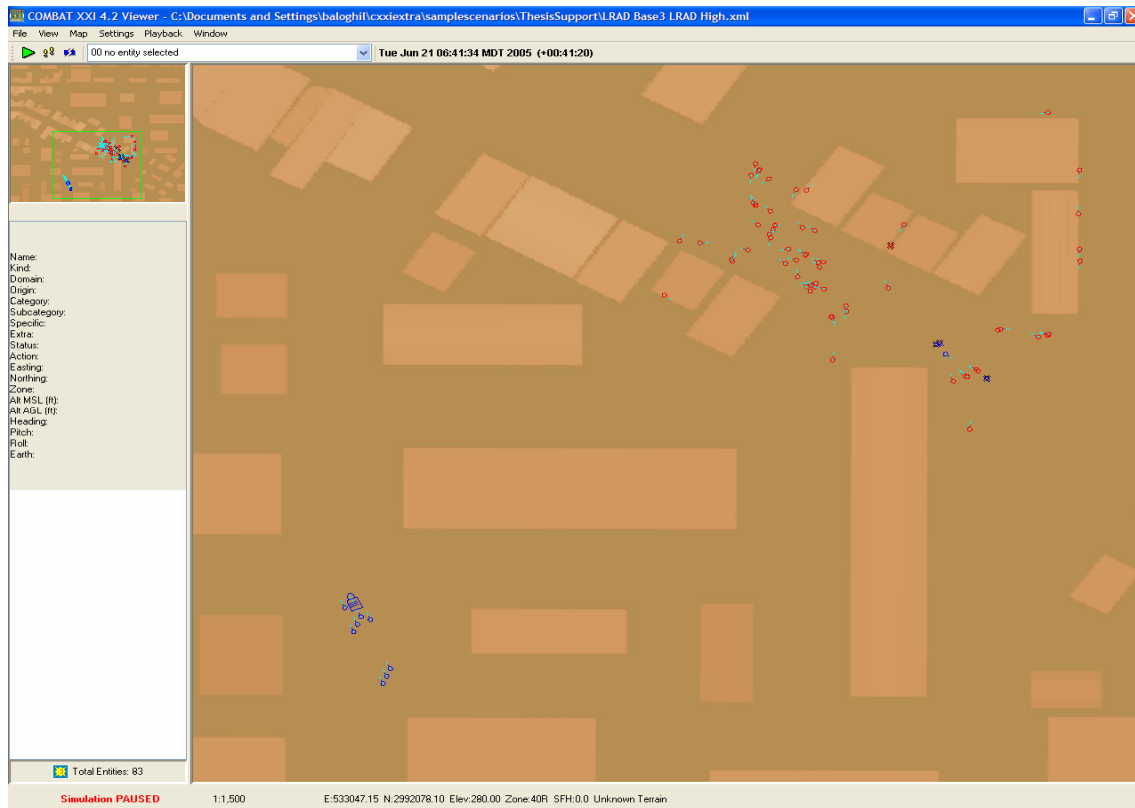 COMBAT XXI 4.2 Viewer - C:\Documents and Settings\baloghil\cxxiextra\samplescenarios\ThesisSupport\LRAD Base3 LRAD High.xml
File View Map Settings Playback Window
00 no entity selected Tue Jun 21 06:41:34 MDT 2005 (+00:41:20)
Name:
Kind:
Domain:
Origin:
Category:
Subcategory:
Specific:
Extra:
Status:
Action:
Easting:
Northing:
Zone:
Alt MSL (ft):
Alt AGL (ft):
Heading:
Pitch:
Roll:
Earth:
Total Entities: 83
Simulation PAUSED 1:1,500 E:533047.15 N:2992078.10 Elev:280.00 Zone:40R SFH:0.0 Unknown Terrain